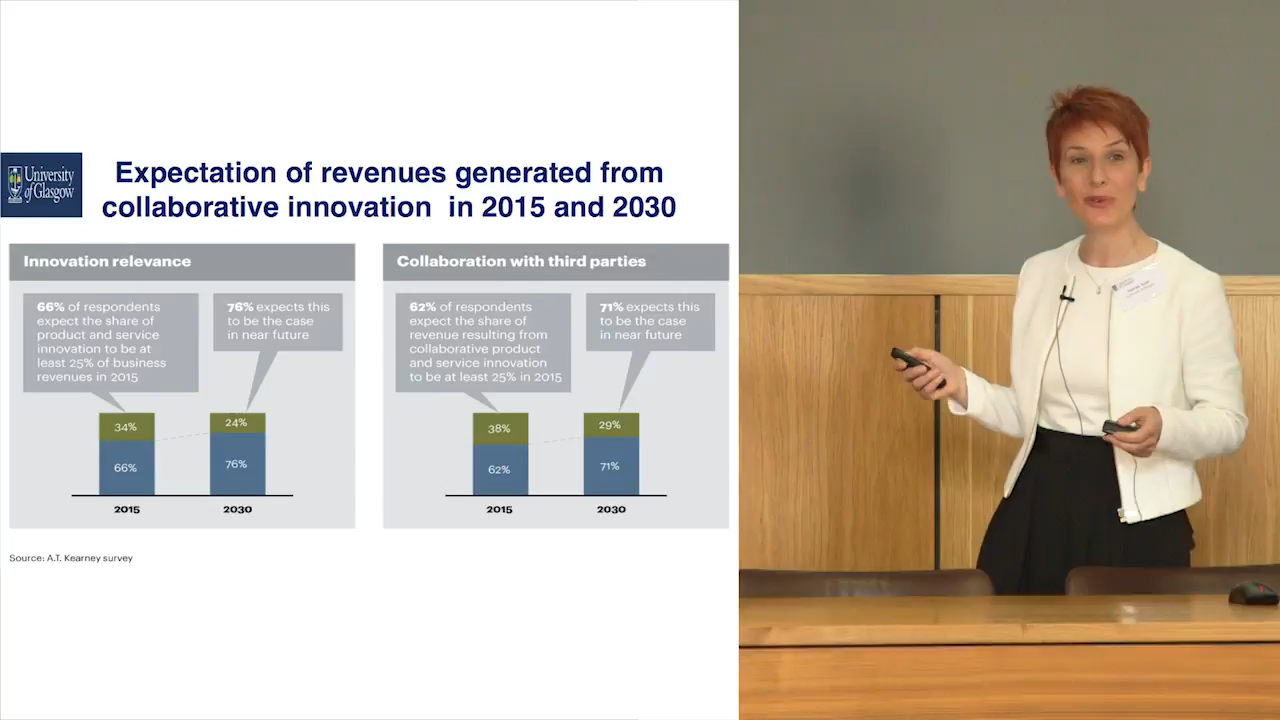 University
of Glasgow
Expectation of revenues generated from
collaborative innovation in 2015 and 2030
Innovation relevance
66% of respondents
expect the share of
product and service
innovation to be at
least 25% of business
revenues in 2015
76% expects this
to be the case
in near future
34%
24%
66%
76%
2015
2030
Collaboration with third parties
62% of respondents
expect the share of
revenue resulting from
collaborative product
and service innovation
to be at least 25% in 2015
71% expects this
to be the case
in near future
38%
29%
62%
71%
2015
2030
Source: A.T. Kearney survey